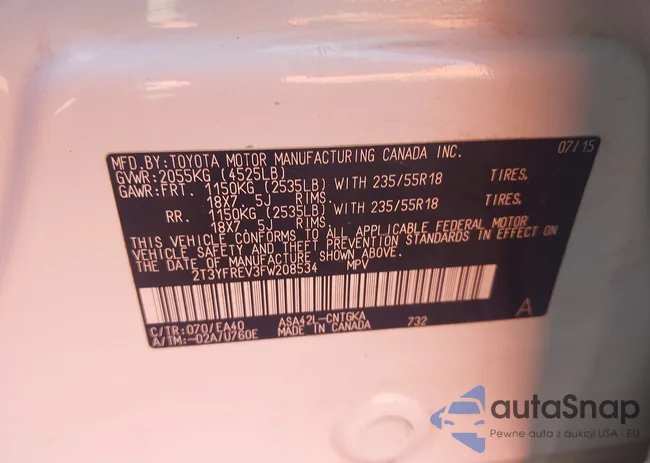 MFD.BY:TOYOTA MOTOR MANUFACTURING CANADA INC. 07/15
GVWR:2055KG (4525LB)
GAWR:FRT. 1150KG (2535LB) WITH 235/55R18 TIRES,
18X7. 5J RIMS.
RR. 1150KG (2535LB) WITH 235/55R18 TIRES,
18X7. 5J RIMS.
THIS VEHICLE CONFORMS TO ALL APPLICABLE FEDERAL MOTOR
VEHICLE SAFETY AND THEFT PREVENTION STANDARDS IN EFFECT ON
THE DATE OF MANUFACTURE SHOWN ABOVE.
2T3YFREV3FW208534 MPV
C/TR:070/EA40 ASA42L-CNTGKA 732 A
A/TM:-02A/U760E MADE IN CANADA
autaSnap
Pewne auta z aukcji USA - EU